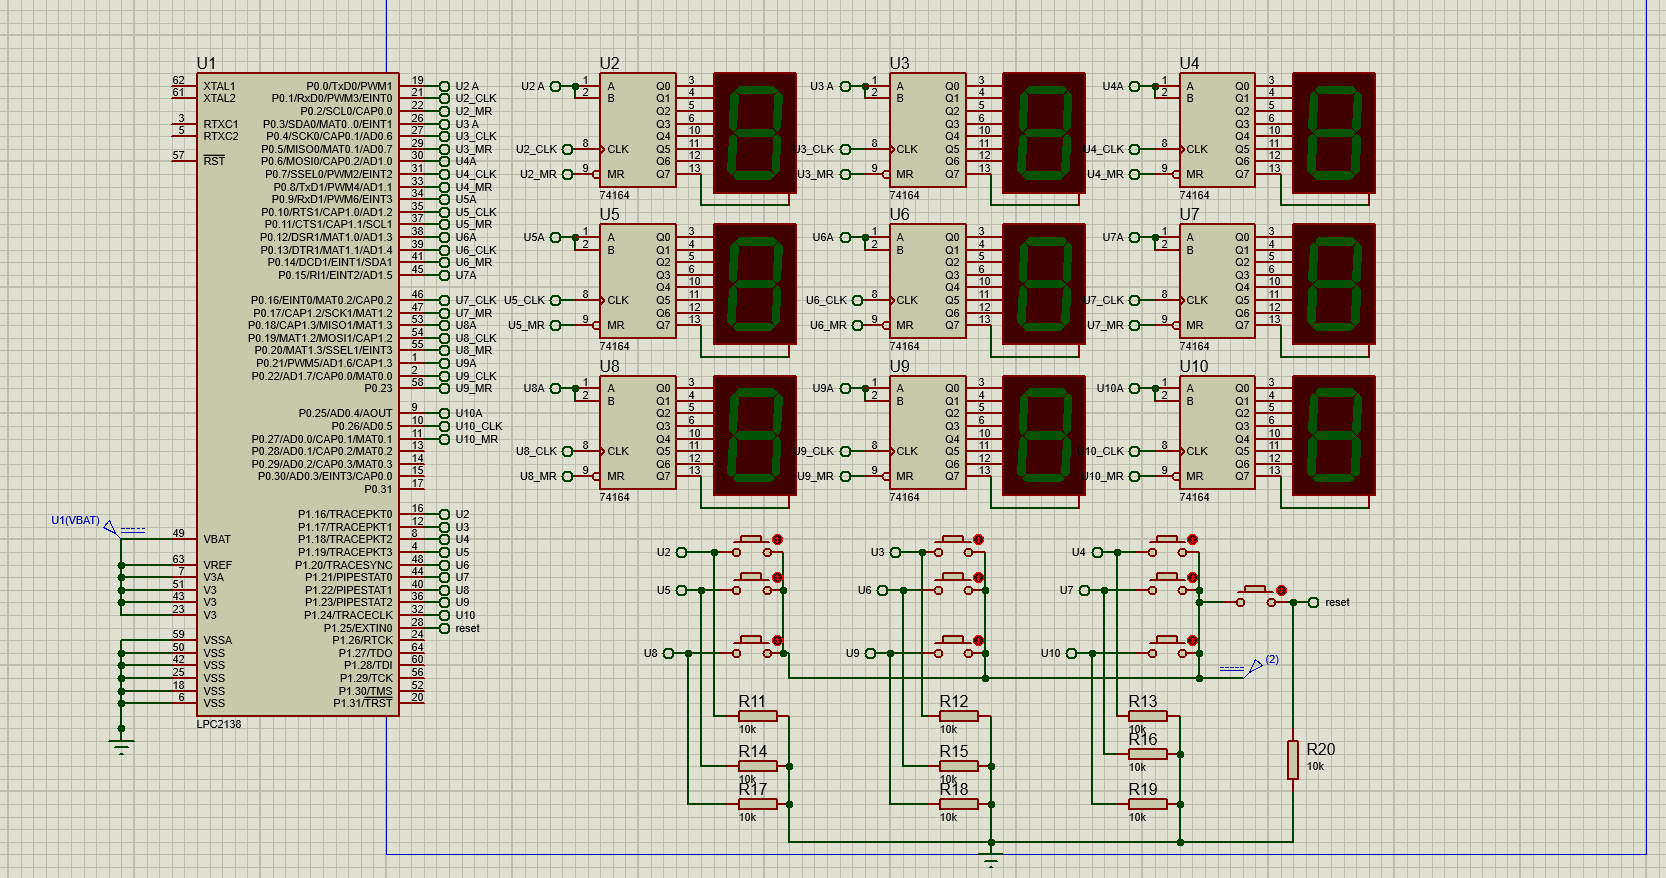 U1
62 XTAL1 P0.0/TxD0/PWM1 19 U2 A
61 XTAL2 P0.1/RxD0/PWM3/EINT0 21 U2_CLK
P0.2/SCL0/CAP0.0 22 U2_MR
3 RTXC1 P0.3/SDA0/MAT0..0/EINT1 26 U3 A
5 RTXC2 P0.4/SCK0/CAP0.1/AD0.6 27 U3_CLK
P0.5/MISO0/MAT0.1/AD0.7 29 U3_MR
57 RST P0.6/MOSI0/CAP0.2/AD1.0 30 U4A
P0.7/SSEL0/PWM2/EINT2 31 U4_CLK
P0.8/TxD1/PWM4/AD1.1 33 U4_MR
P0.9/RxD1/PWM6/EINT3 34 U5A
P0.10/RTS1/CAP1.0/AD1.2 35 U5_CLK
P0.11/CTS1/CAP1.1/SCL1 37 U5_MR
P0.12/DSR1/MAT1.0/AD1.3 38 U6A
P0.13/DTR1/MAT1.1/AD1.4 39 U6_CLK
P0.14/DCD1/EINT1/SDA1 41 U6_MR
P0.15/RI1/EINT2/AD1.5 45 U7A
P0.16/EINT0/MAT0.2/CAP0.2 46 U7_CLK
P0.17/CAP1.2/SCK1/MAT1.2 47 U7_MR
P0.18/CAP1.3/MISO1/MAT1.3 53 U8A
P0.19/MAT1.2/MOSI1/CAP1.2 54 U8_CLK
P0.20/MAT1.3/SSEL1/EINT3 55 U8_MR
P0.21/PWM5/AD1.6/CAP1.3 1 U9A
P0.22/AD1.7/CAP0.0/MAT0.0 2 U9_CLK
P0.23 58 U9_MR
P0.25/AD0.4/AOUT 9 U10A
P0.26/AD0.5 10 U10_CLK
P0.27/AD0.0/CAP0.1/MAT0.1 11 U10_MR
P0.28/AD0.1/CAP0.2/MAT0.2 13
P0.29/AD0.2/CAP0.3/MAT0.3 14
P0.30/AD0.3/EINT3/CAP0.0 15
P0.31 17
P1.16/TRACEPKT0 16 U2
U1(VBAT) P1.17/TRACEPKT1 12 U3
49 VBAT P1.18/TRACEPKT2 8 U4
P1.19/TRACEPKT3 4 U5
63 VREF P1.20/TRACESYNC 48 U6
7 V3A P1.21/PIPESTAT0 44 U7
51 V3 P1.22/PIPESTAT1 40 U8
43 V3 P1.23/PIPESTAT2 36 U9
23 V3 P1.24/TRACECLK 32 U10
P1.25/EXTIN0 28 reset
59 VSSA P1.26/RTCK 24
50 VSS P1.27/TDO 64
42 VSS P1.28/TDI 60
25 VSS P1.29/TCK 56
18 VSS P1.30/TMS 52
6 VSS P1.31/TRST 20
LPC2138
U2
U2 A 1 A Q0 3
2 B Q1 4
Q2 5
Q3 6
Q4 10
U2_CLK 8 CLK Q5 11
Q6 12
U2_MR 9 MR Q7 13
74164
U3
U3 A 1 A Q0 3
2 B Q1 4
Q2 5
Q3 6
Q4 10
U3_CLK 8 CLK Q5 11
Q6 12
U3_MR 9 MR Q7 13
74164
U4
U4A 1 A Q0 3
2 B Q1 4
Q2 5
Q3 6
Q4 10
U4_CLK 8 CLK Q5 11
Q6 12
U4_MR 9 MR Q7 13
74164
U5
U5A 1 A Q0 3
2 B Q1 4
Q2 5
Q3 6
Q4 10
U5_CLK 8 CLK Q5 11
Q6 12
U5_MR 9 MR Q7 13
74164
U6
U6A 1 A Q0 3
2 B Q1 4
Q2 5
Q3 6
Q4 10
U6_CLK 8 CLK Q5 11
Q6 12
U6_MR 9 MR Q7 13
74164
U7
U7A 1 A Q0 3
2 B Q1 4
Q2 5
Q3 6
Q4 10
U7_CLK 8 CLK Q5 11
Q6 12
U7_MR 9 MR Q7 13
74164
U8
U8A 1 A Q0 3
2 B Q1 4
Q2 5
Q3 6
Q4 10
U8_CLK 8 CLK Q5 11
Q6 12
U8_MR 9 MR Q7 13
74164
U9
U9A 1 A Q0 3
2 B Q1 4
Q2 5
Q3 6
Q4 10
U9_CLK 8 CLK Q5 11
Q6 12
U9_MR 9 MR Q7 13
74164
U10
U10A 1 A Q0 3
2 B Q1 4
Q2 5
Q3 6
Q4 10
U10_CLK 8 CLK Q5 11
Q6 12
U10_MR 9 MR Q7 13
74164
U2 U3 U4
U5 U6 U7
reset
U8 U9 U10
(2)
R11 R12 R13
10k 10k 10k
R14 R15 R16
10k 10k 10k
R17 R18 R19
10k 10k 10k
R20
10k